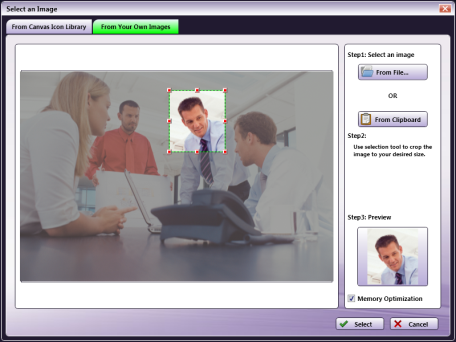 Select an Image
From Canvas Icon Library
From Your Own Images
Step1: Select an image
From File...
OR
From Clipboard
Step2:
Use selection tool to crop the
image to your desired size.
Step3: Preview
Memory Optimization
Select
Cancel